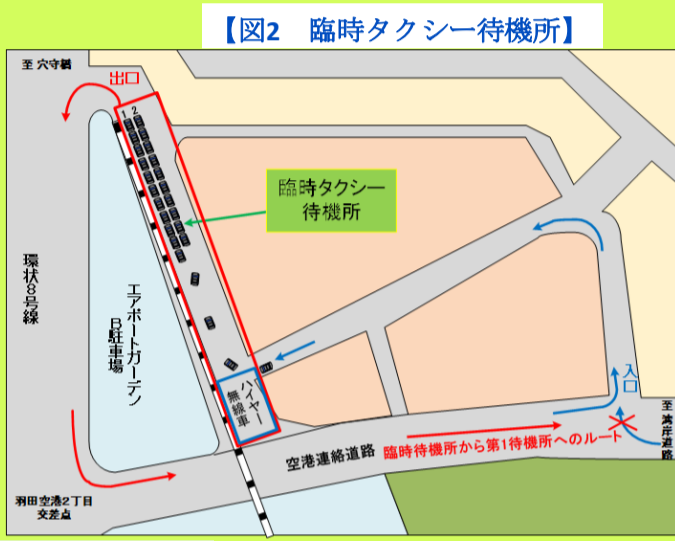 【図2　臨時タクシー待機所】
至 穴守橋
出口
1 2
臨時タクシー
待機所
環状8号線
エアポートガーデン
B駐車場
ハイヤー
無線車
入口
至 湾岸道路
空港連絡道路
臨時待機所から第1待機所へのルート
羽田空港2丁目
交差点